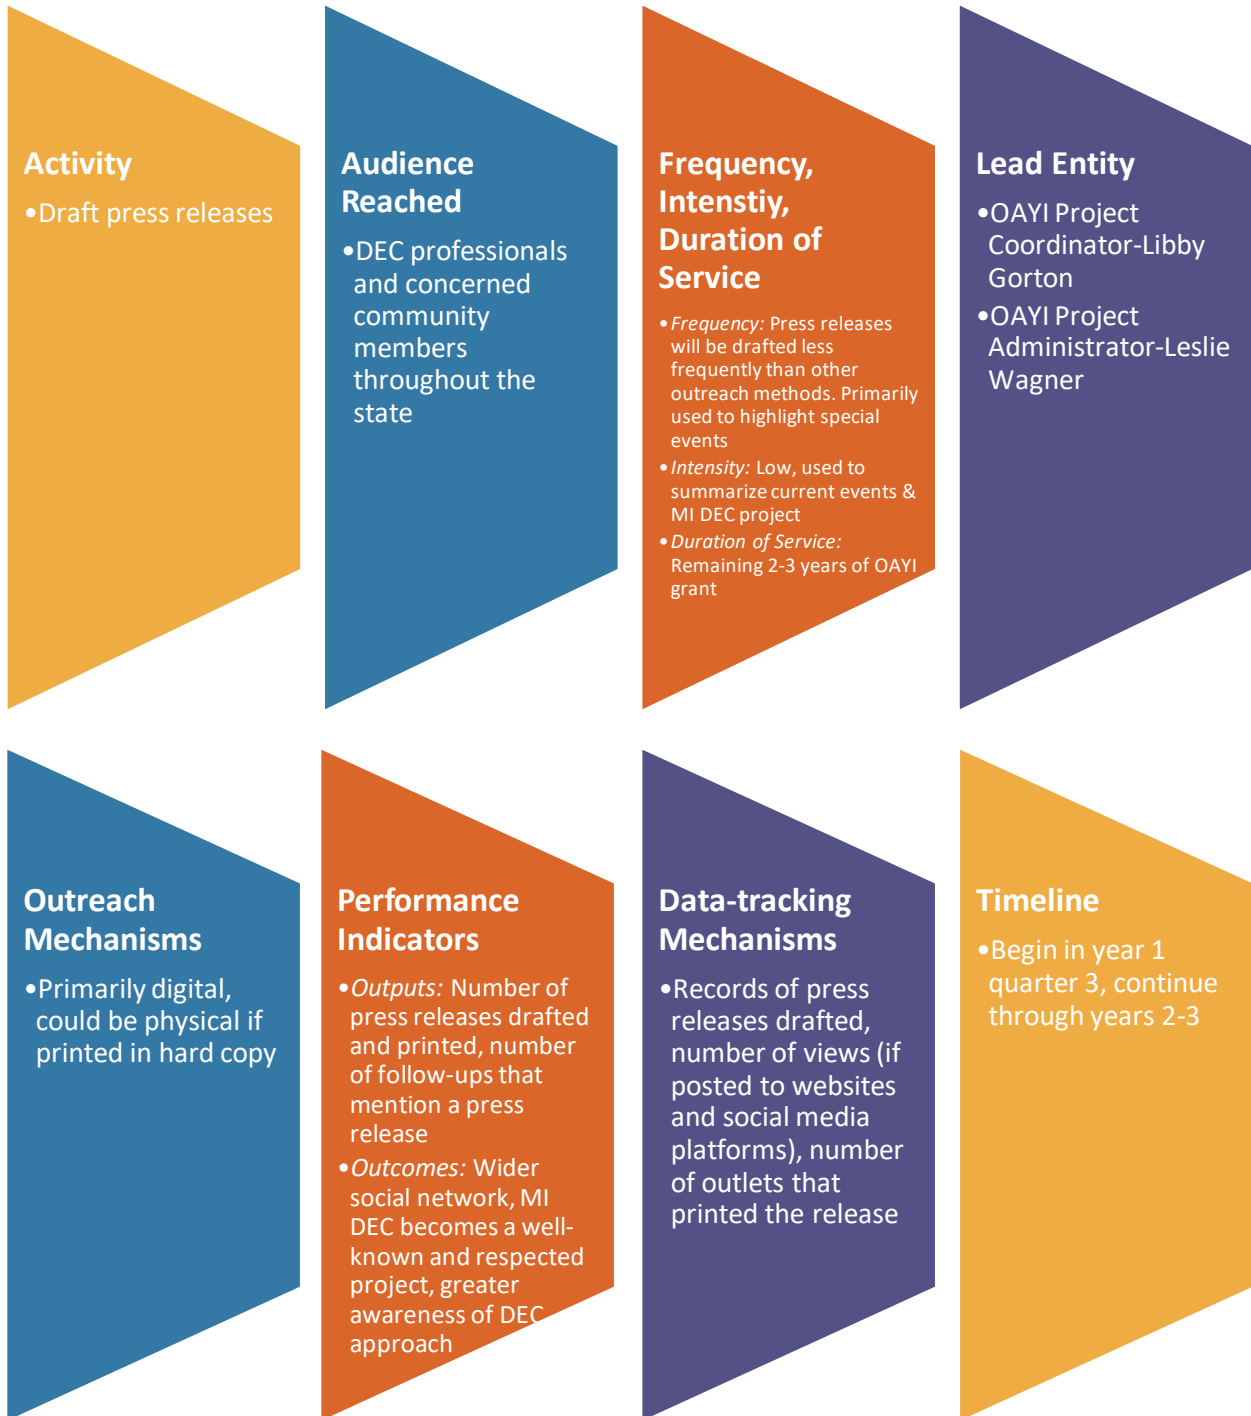 Activity
•Draft press releases
Audience
Reached
•DEC professionals
and concerned
community
members
throughout the
state
Frequency,
Intenstiy,
Duration of
Service
•Frequency: Press releases
will be drafted less
frequently than other
outreach methods. Primarily
used to highlight special
events
•Intensity: Low, used to
summarize current events &
MI DEC project
•Duration of Service:
Remaining 2-3 years of OAYI
grant
Lead Entity
•OAYI Project
Coordinator-Libby
Gorton
•OAYI Project
Administrator-Leslie
Wagner
Outreach
Mechanisms
•Primarily digital,
could be physical if
printed in hard copy
Performance
Indicators
•Outputs: Number of
press releases drafted
and printed, number
of follow-ups that
mention a press
release
•Outcomes: Wider
social network, MI
DEC becomes a well-
known and respected
project, greater
awareness of DEC
approach
Data-tracking
Mechanisms
•Records of press
releases drafted,
number of views (if
posted to websites
and social media
platforms), number
of outlets that
printed the release
Timeline
•Begin in year 1
quarter 3, continue
through years 2-3